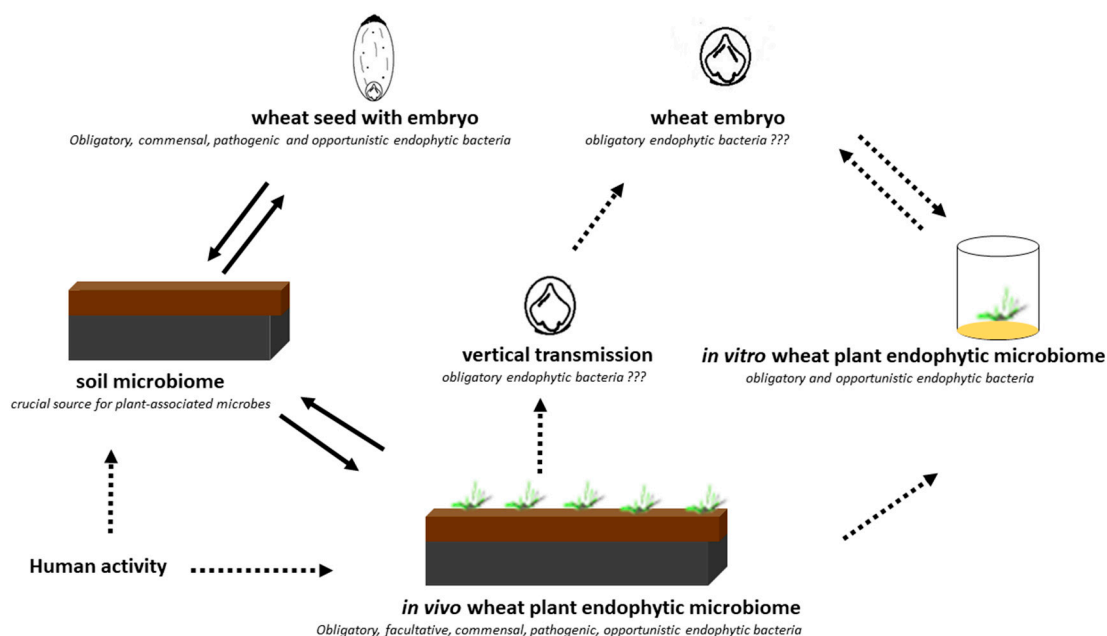 wheat seed with embryo
Obligatory, commensal, pathogenic and opportunistic endophytic bacteria
wheat embryo
obligatory endophytic bacteria ???
vertical transmission
obligatory endophytic bacteria ???
in vitro wheat plant endophytic microbiome
obligatory and opportunistic endophytic bacteria
soil microbiome
crucial source for plant-associated microbes
Human activity
in vivo wheat plant endophytic microbiome
Obligatory, facultative, commensal, pathogenic, opportunistic endophytic bacteria